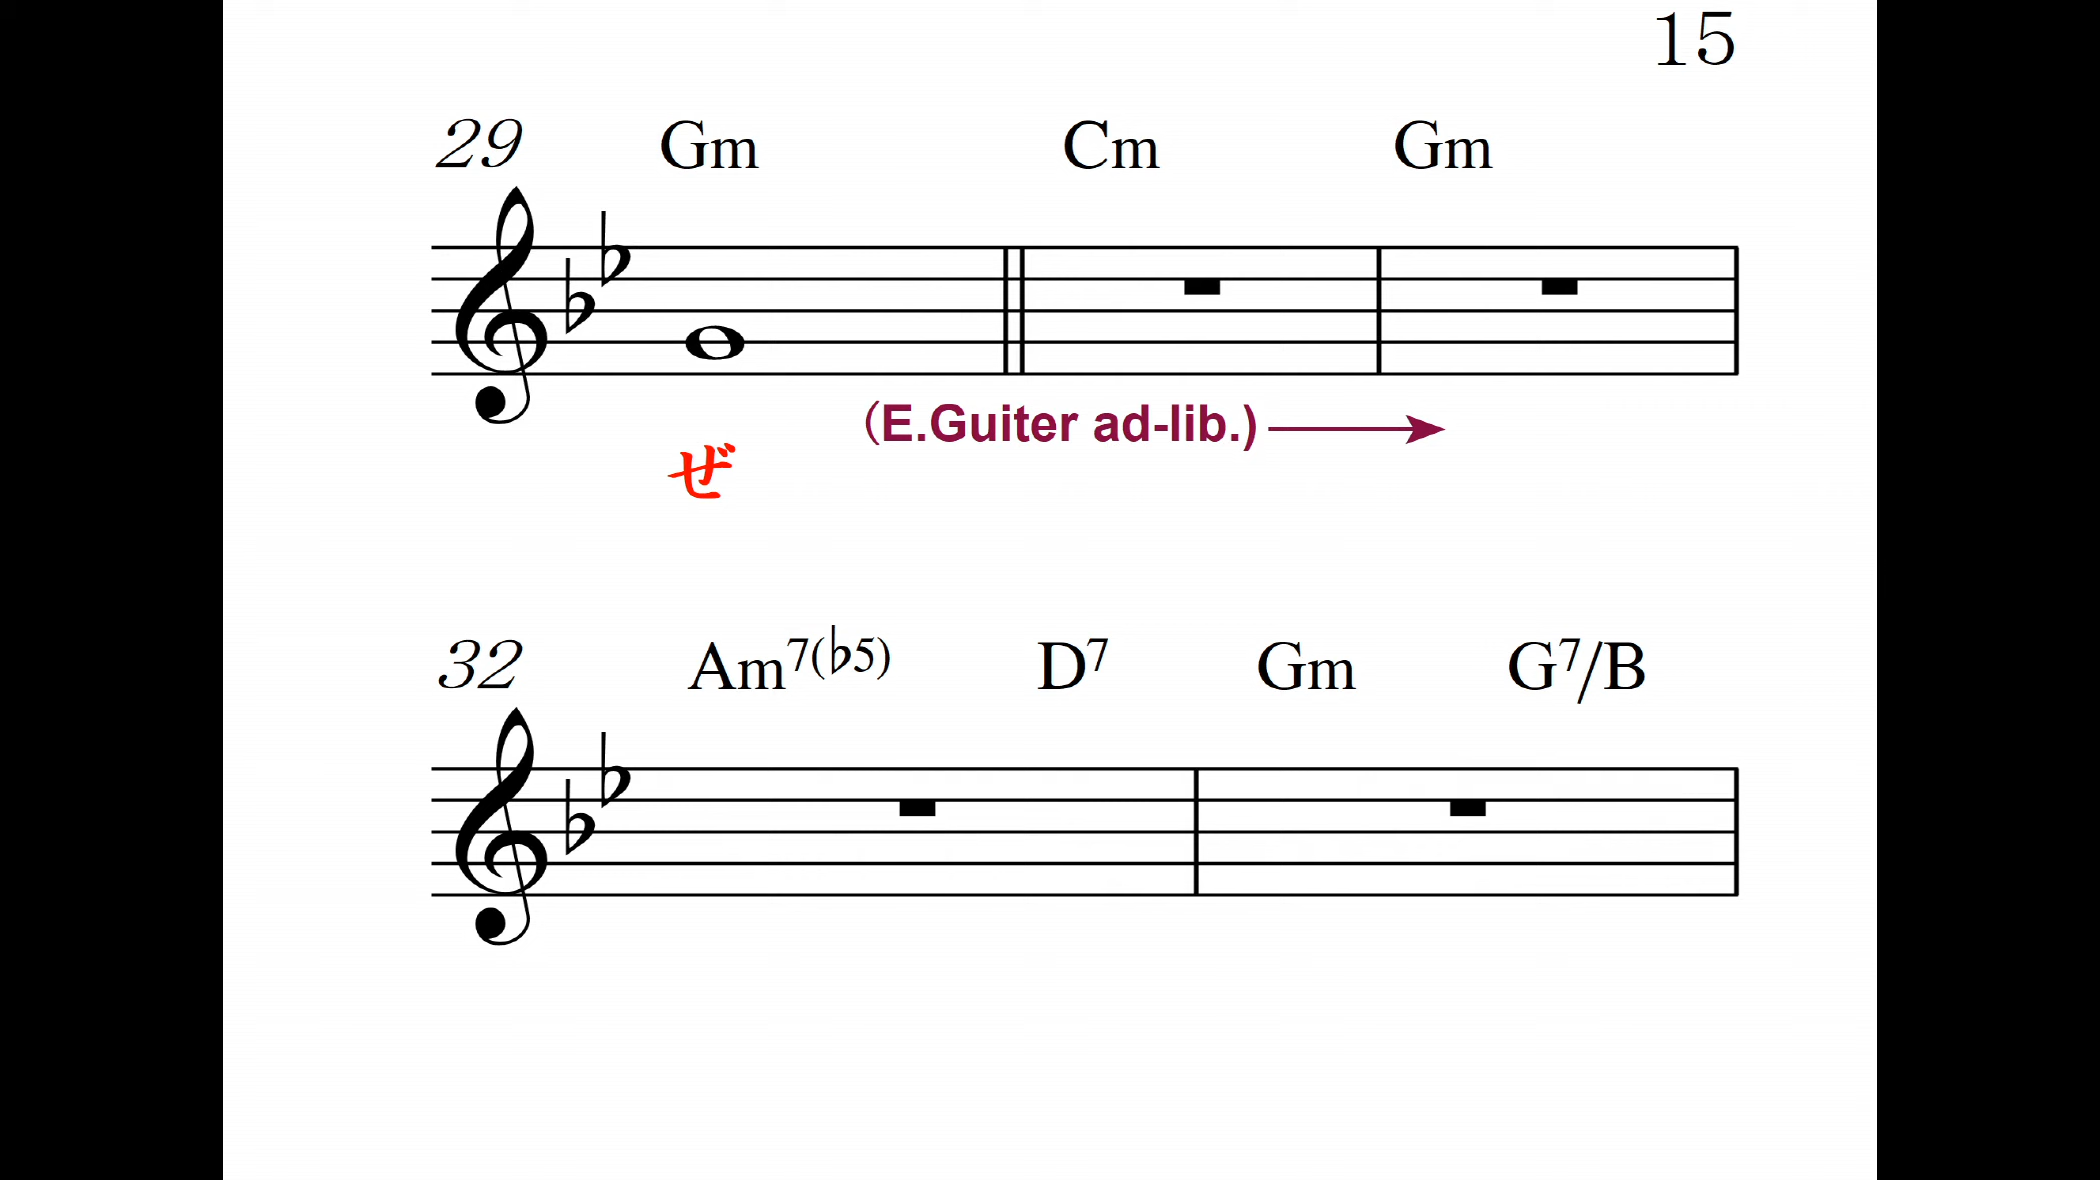 15
29 Gm Cm Gm
(E.Guiter ad-lib.)
ぜ
32 Am7(♭5) D7 Gm G7/B